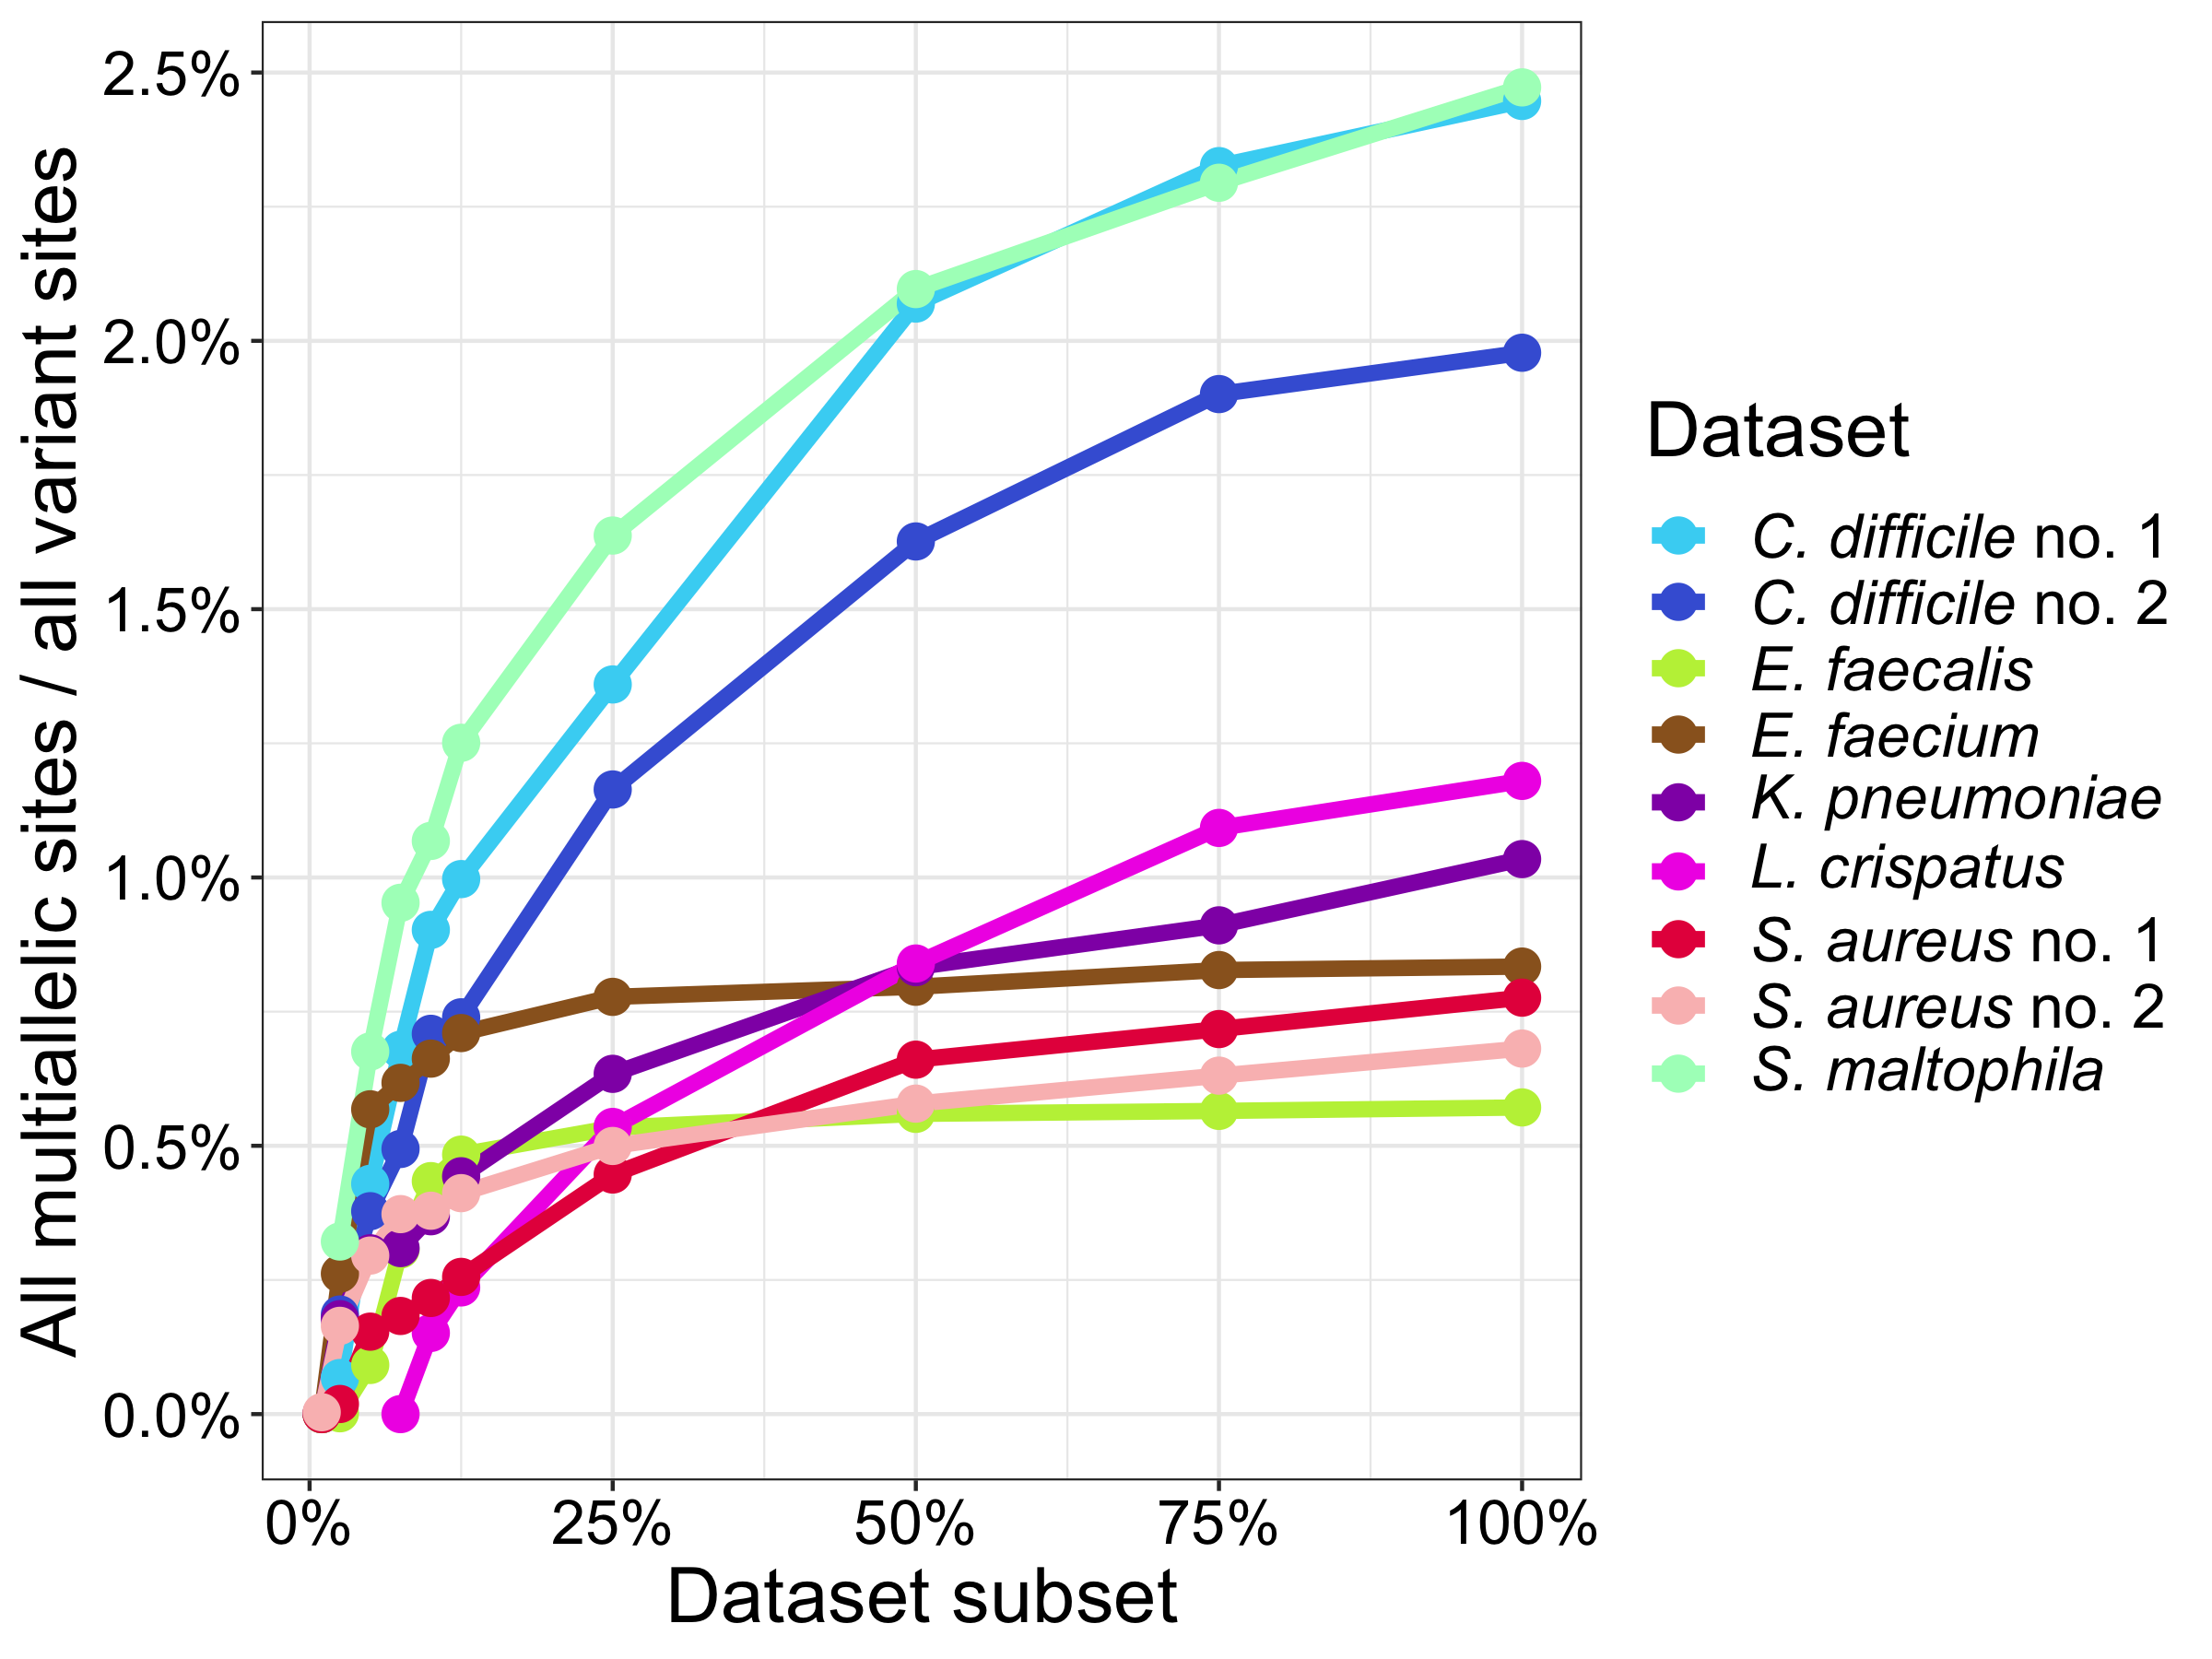 All multiallelic sites / all variant sites
2.5%
2.0%
1.5%
1.0%
0.5%
0.0%
0% 25% 50% 75% 100%
Dataset subset
Dataset
C. difficile no. 1
C. difficile no. 2
E. faecalis
E. faecium
K. pneumoniae
L. crispatus
S. aureus no. 1
S. aureus no. 2
S. maltophila